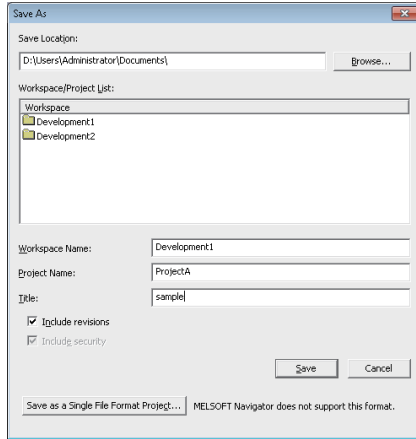 Save As
Save Location:
D:\Users\Administrator\Documents\
Browse...
Workspace/Project List:
Workspace
Development1
Development2
Workspace Name:
Development1
Project Name:
ProjectA
Title:
sample
Include revisions
Include security
Save
Cancel
Save as a Single File Format Project...
MELSOFT Navigator does not support this format.